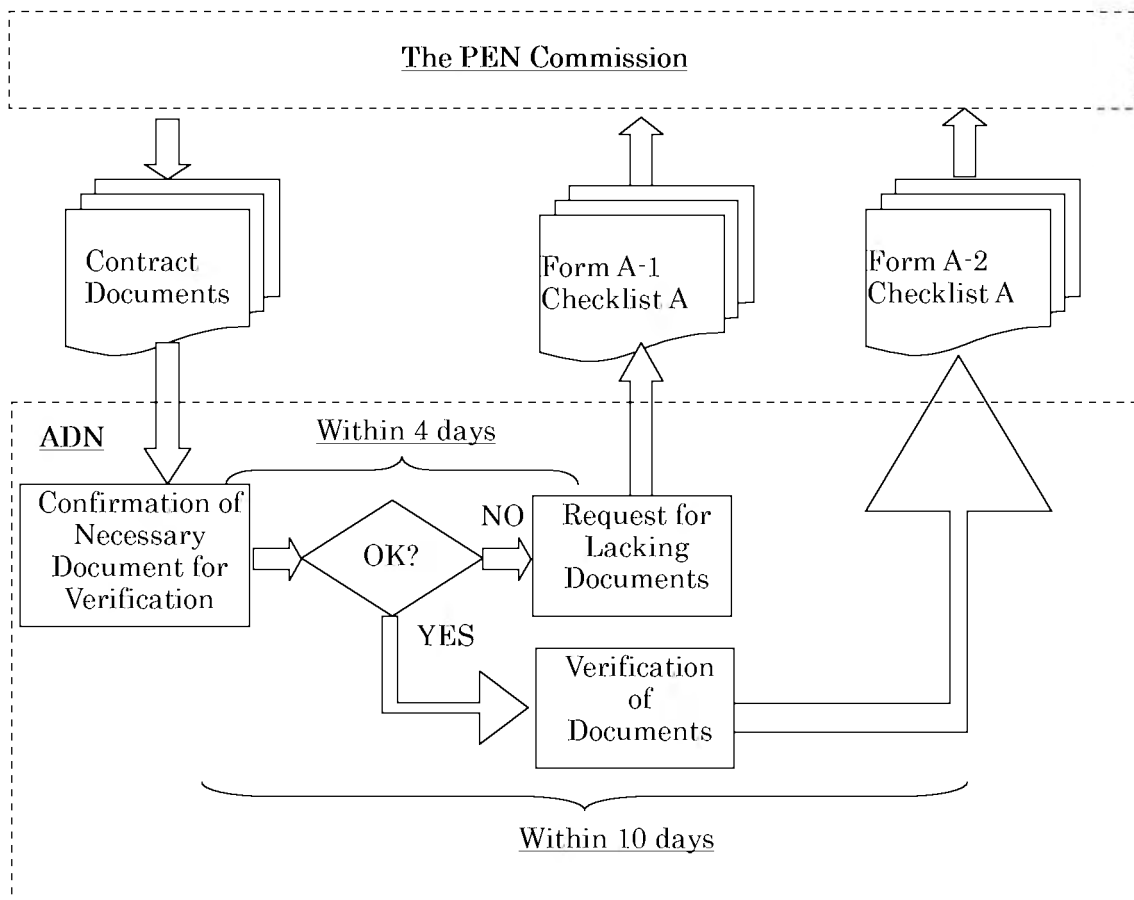 The PEN Commission
Contract
Documents
Form A-1
Checklist A
Form A-2
Checklist A
ADN
Within 4 days
Confirmation of
Necessary
Document for
Verification
OK?
NO
Request for
Lacking
Documents
YES
Verification
of
Documents
Within 10 days